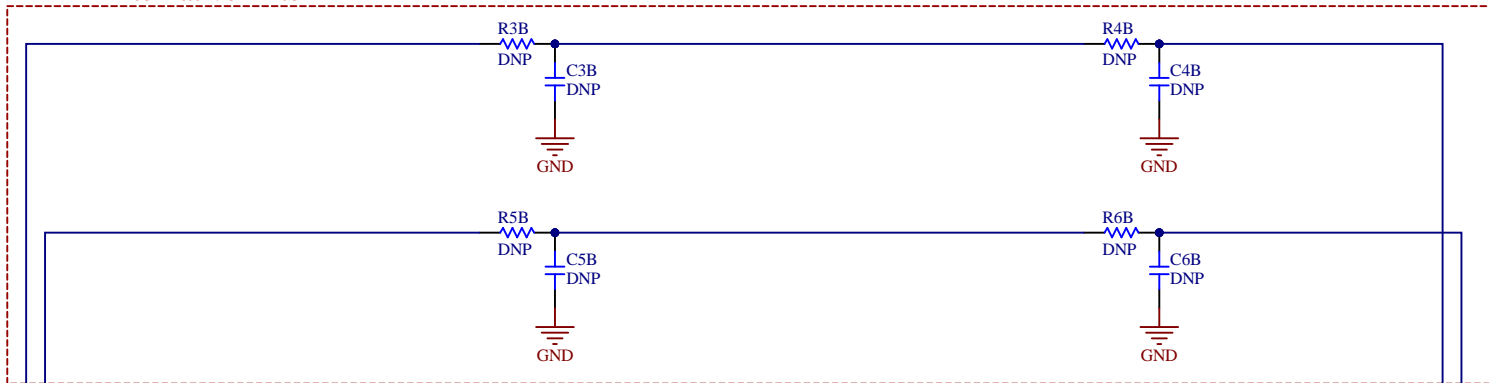 R3B
DNP
C3B
DNP
GND
R4B
DNP
C4B
DNP
GND
R5B
DNP
C5B
DNP
GND
R6B
DNP
C6B
DNP
GND